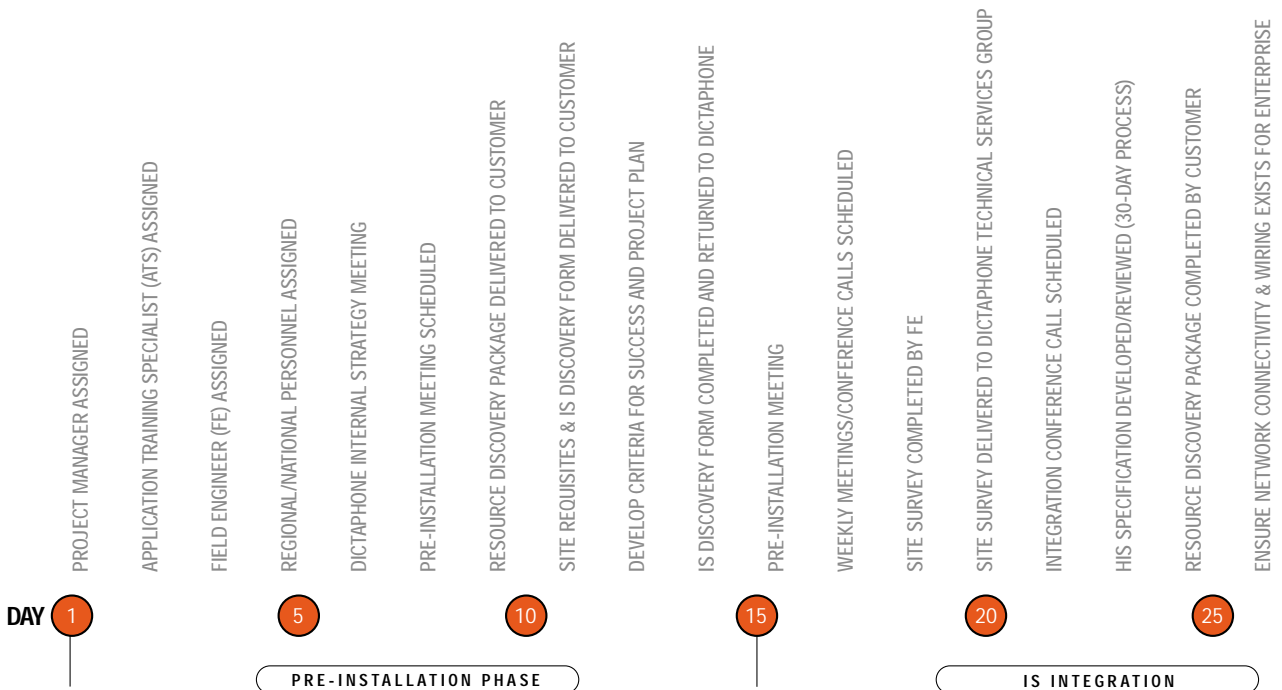 PROJECT MANAGER ASSIGNED
APPLICATION TRAINING SPECIALIST (ATS) ASSIGNED
FIELD ENGINEER (FE) ASSIGNED
REGIONAL/NATIONAL PERSONNEL ASSIGNED
DICTAPHONE INTERNAL STRATEGY MEETING
PRE-INSTALLATION MEETING SCHEDULED
RESOURCE DISCOVERY PACKAGE DELIVERED TO CUSTOMER
SITE REQUISITES & IS DISCOVERY FORM DELIVERED TO CUSTOMER
DEVELOP CRITERIA FOR SUCCESS AND PROJECT PLAN
IS DISCOVERY FORM COMPLETED AND RETURNED TO DICTAPHONE
PRE-INSTALLATION MEETING
WEEKLY MEETINGS/CONFERENCE CALLS SCHEDULED
SITE SURVEY COMPLETED BY FE
SITE SURVEY DELIVERED TO DICTAPHONE TECHNICAL SERVICES GROUP
INTEGRATION CONFERENCE CALL SCHEDULED
HIS SPECIFICATION DEVELOPED/REVIEWED (30-DAY PROCESS)
RESOURCE DISCOVERY PACKAGE COMPLETED BY CUSTOMER
ENSURE NETWORK CONNECTIVITY & WIRING EXISTS FOR ENTERPRISE
DAY 1 5 10 15 20 25
PRE-INSTALLATION PHASE
IS INTEGRATION